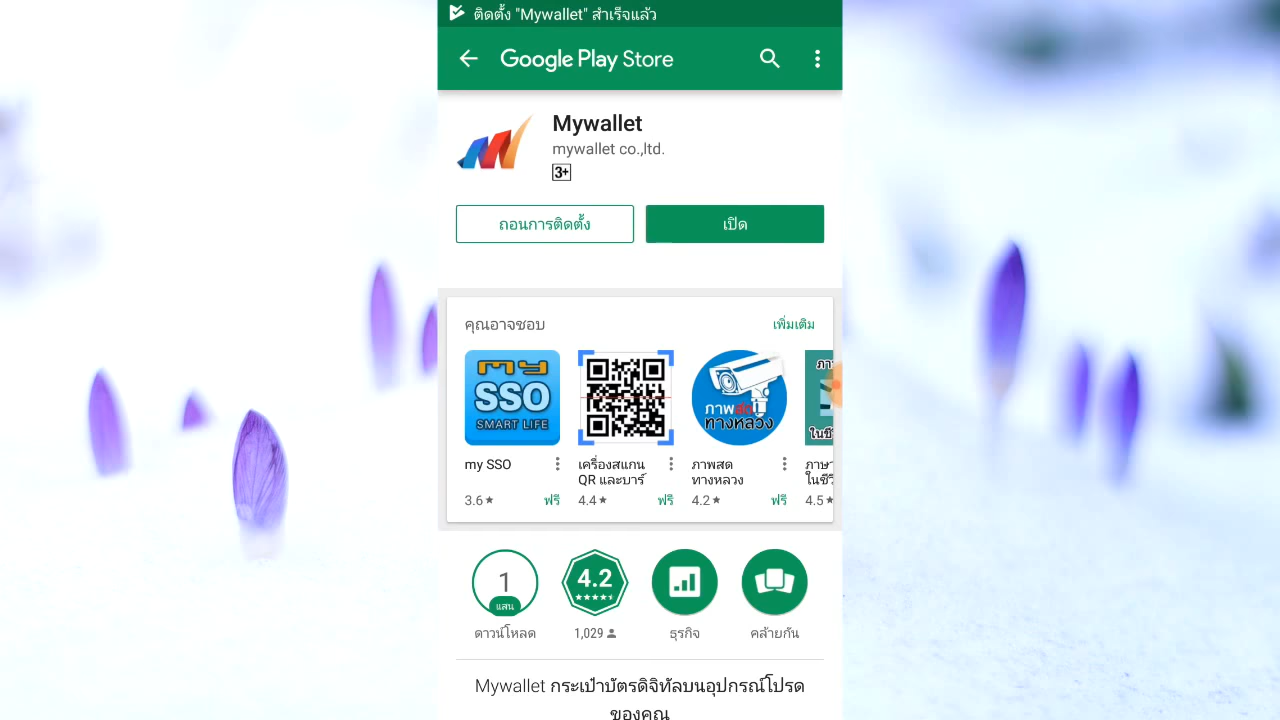 ติดตั้ง "Mywallet" สำเร็จแล้ว
Google Play Store
Mywallet
mywallet co.,ltd.
3+
ถอนการติดตั้ง
เปิด
คุณอาจชอบ
เพิ่มเติม
my
SSO
SMART LIFE
ภาพสด
ทางหลวง
my SSO
เครื่องสแกน
QR และบาร์
ภาพสด
ทางหลวง
ภาษา
ในชีวิ
3.6
ฟรี
4.4
ฟรี
4.2
ฟรี
4.5
1
แสน
4.2
ดาวน์โหลด
1,029
ธุรกิจ
คล้ายกัน
Mywallet กระเป๋าบัตรดิจิทัลบนอุปกรณ์โปรด
ของคุณ